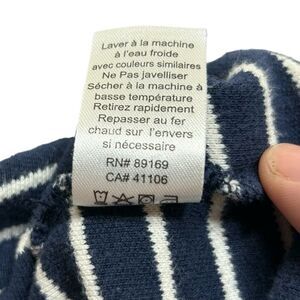 Laver à la machine
à l'eau froide
avec couleurs similaires
Ne Pas javelliser
Sécher à la machine à
basse température
Retirez rapidement
Repasser au fer
chaud sur l'envers
si nécessaire
RN# 89169
CA# 41106